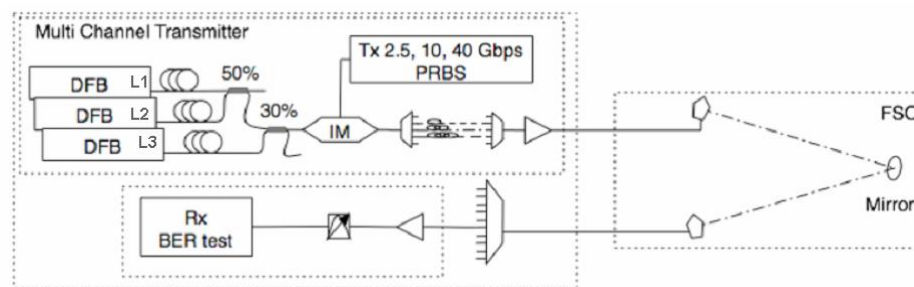 Multi Channel Transmitter
Tx 2.5, 10, 40 Gbps
PRBS
50%
DFB L1
30%
DFB L2
IM
DFB L3
FSO
Mirror
Rx
BER test